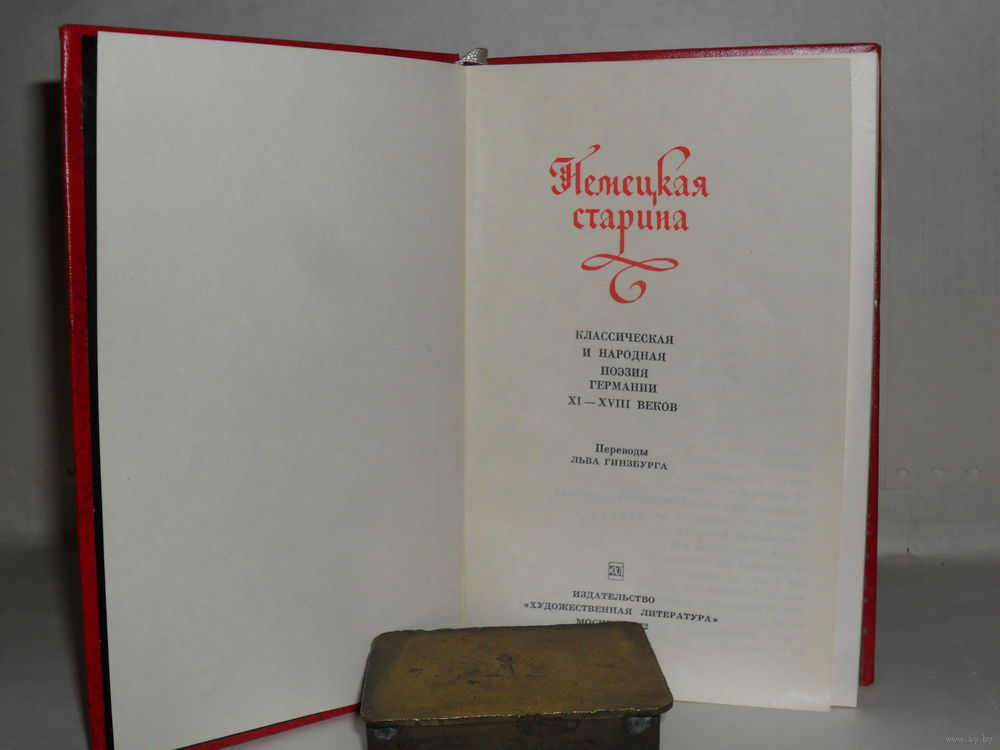 Немецкая
старина
КЛАССИЧЕСКАЯ
И НАРОДНАЯ
ПОЭЗИЯ
ГЕРМАНИИ
XI — XVIII ВЕКОВ
Переводы
ЛЬВА ГИНЗБУРГА
ИЗДАТЕЛЬСТВО
«ХУДОЖЕСТВЕННАЯ ЛИТЕРАТУРА»
www.ay.by